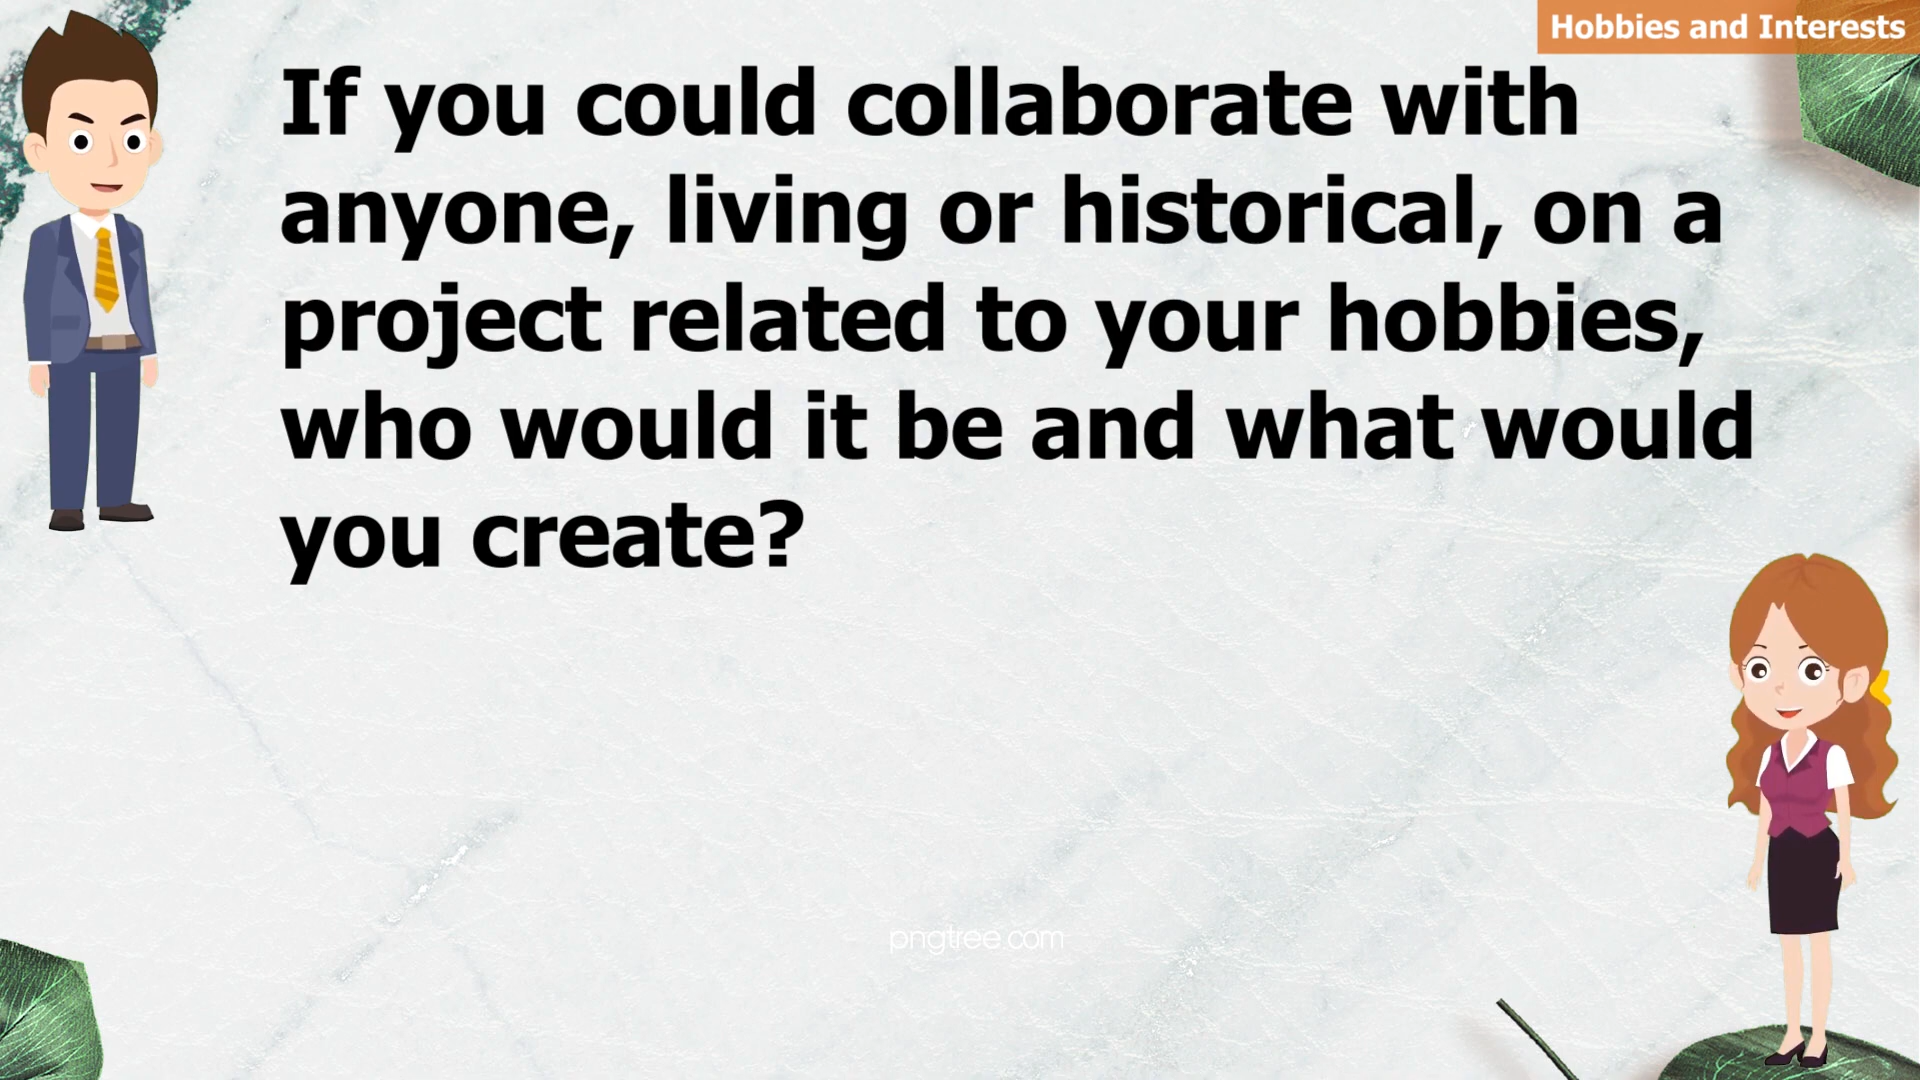 Hobbies and Interests
If you could collaborate with
anyone, living or historical, on a
project related to your hobbies,
who would it be and what would
you create?
pngtree.com